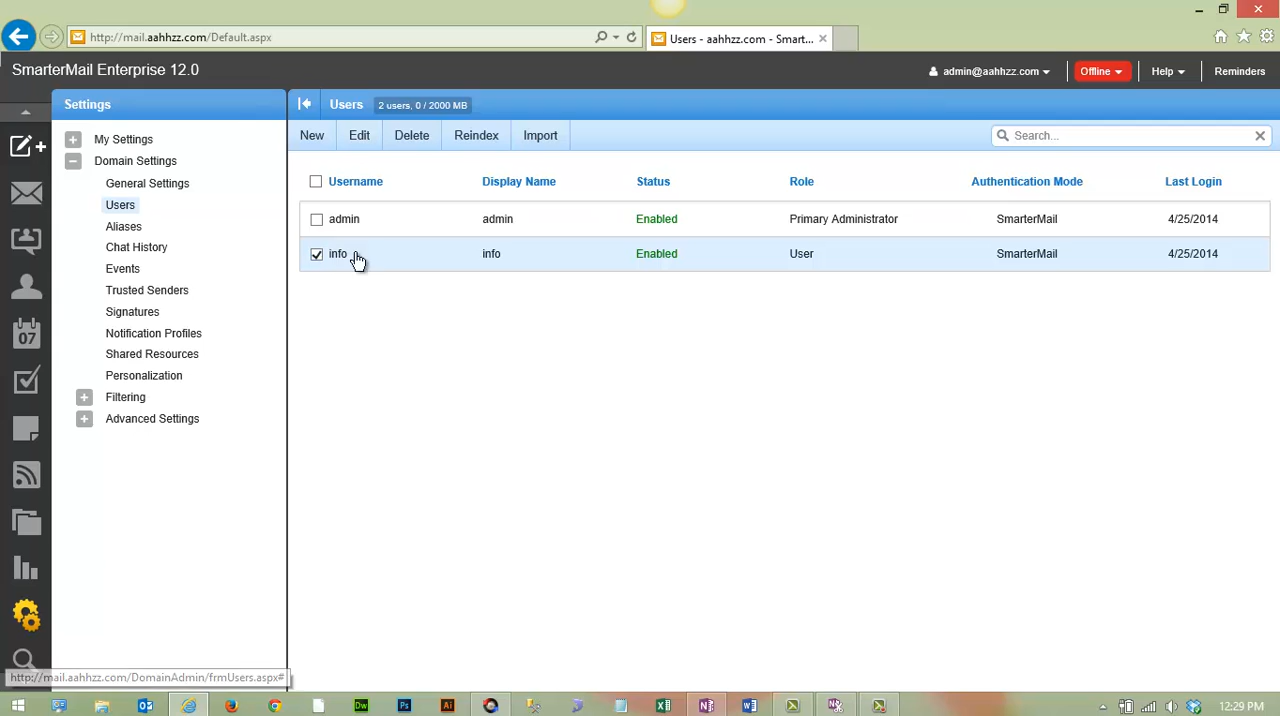 http://mail.aahhzz.com/Default.aspx
Users - aahhzz.com - Smart...
SmarterMail Enterprise 12.0
admin@aahhzz.com
Offline
Help
Reminders
Settings
Users
2 users, 0 / 2000 MB
New
Edit
Delete
Reindex
Import
Search...
My Settings
Domain Settings
General Settings
Users
Aliases
Chat History
Events
Trusted Senders
Signatures
Notification Profiles
Shared Resources
Personalization
Filtering
Advanced Settings
07
Username Display Name Status Role Authentication Mode Last Login
admin admin Enabled Primary Administrator SmarterMail 4/25/2014
info info Enabled User SmarterMail 4/25/2014
http://mail.aahhzz.com/DomainAdmin/frmUsers.aspx#
Dw
Ps
Ai
12:29 PM